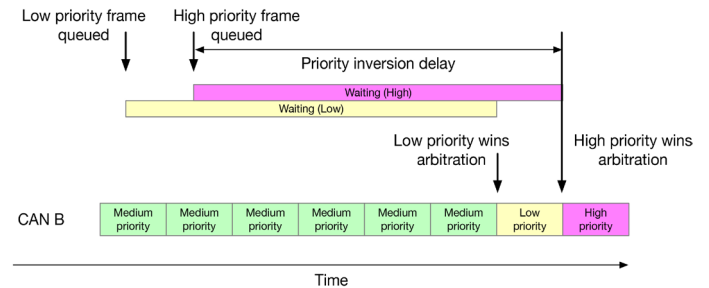 Low priority frame
queued
High priority frame
queued
Priority inversion delay
Waiting (High)
Waiting (Low)
Low priority wins
arbitration
High priority wins
arbitration
CAN B
Medium
priority
Medium
priority
Medium
priority
Medium
priority
Medium
priority
Medium
priority
Low
priority
High
priority
Time